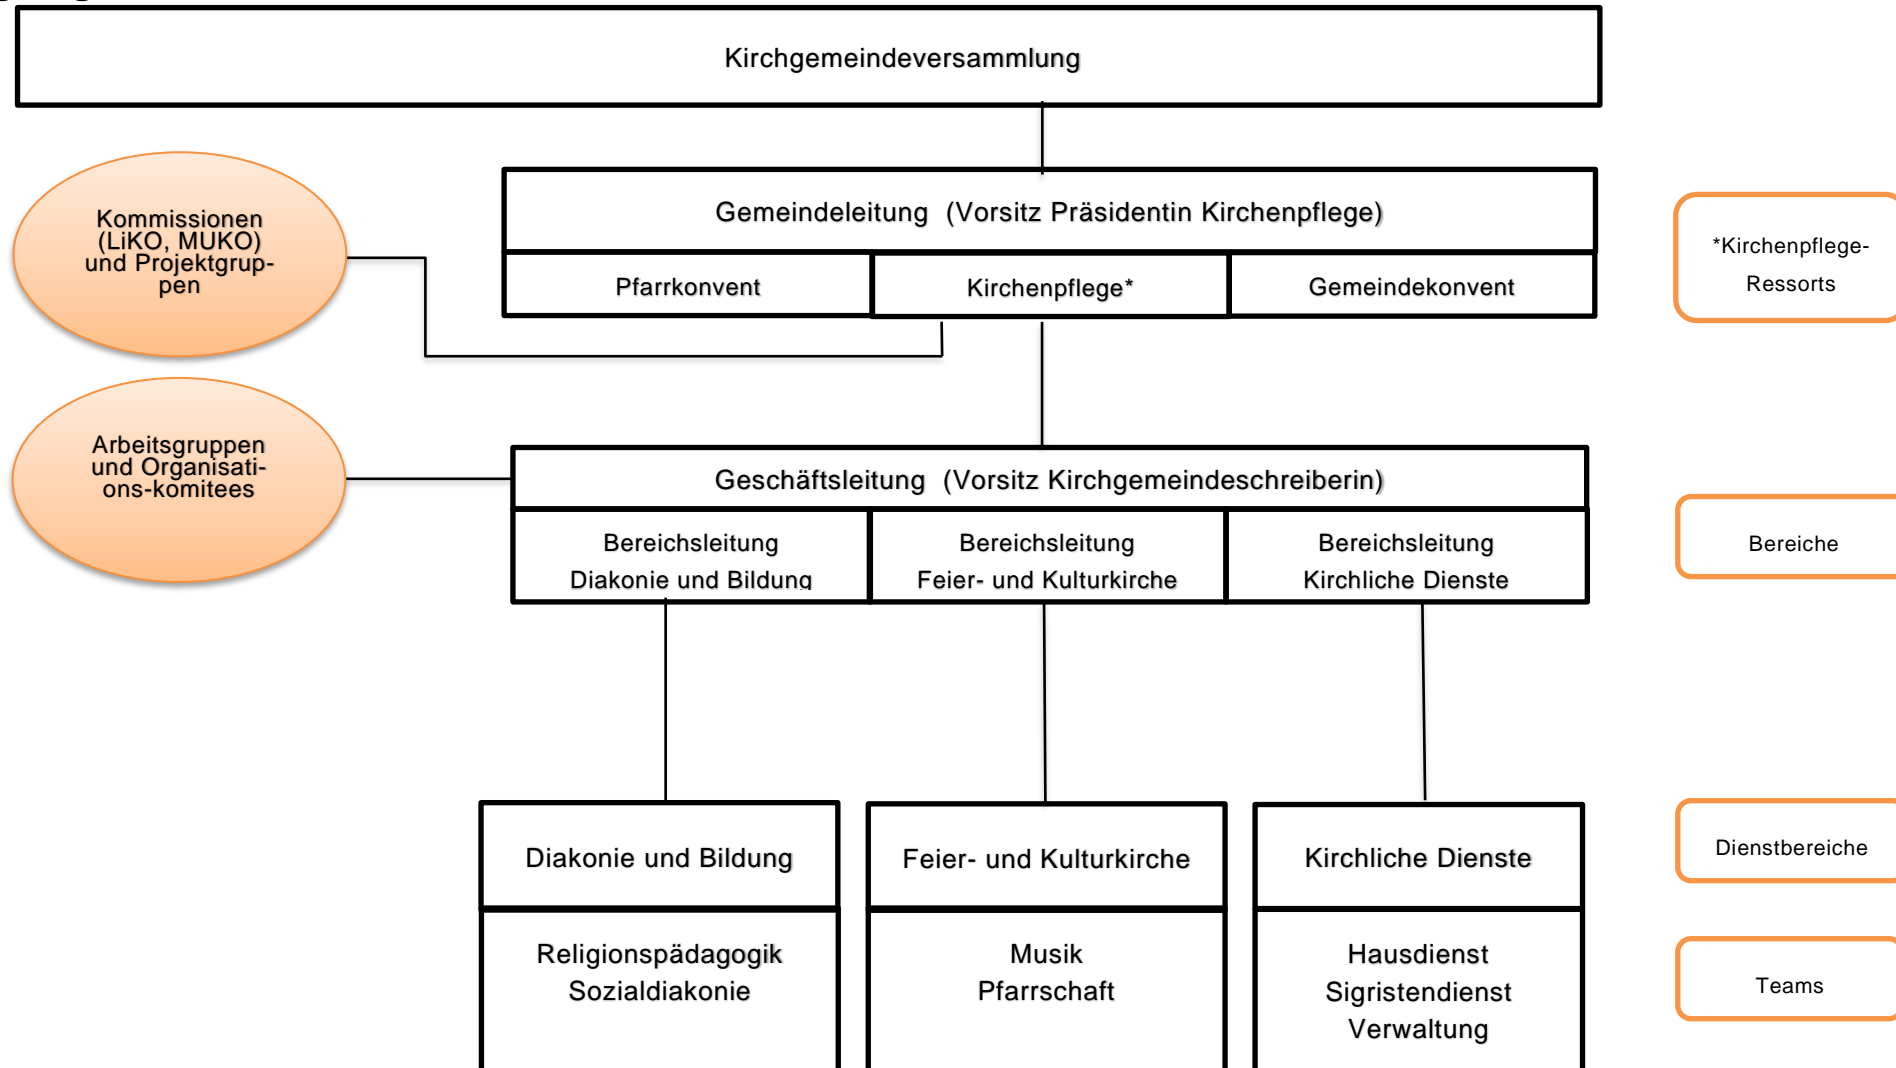 Kirchgemeindeversammlung
Kommissionen
(LiKO, MUKO)
und Projektgrup-
pen
Gemeindeleitung (Vorsitz Präsidentin Kirchenpflege)
Pfarrkonvent
Kirchenpflege*
Gemeindekonvent
*Kirchenpflege-
Ressorts
Arbeitsgruppen
und Organisati-
ons-komitees
Geschäftsleitung (Vorsitz Kirchgemeindeschreiberin)
Bereichsleitung
Diakonie und Bildung
Bereichsleitung
Feier- und Kulturkirche
Bereichsleitung
Kirchliche Dienste
Bereiche
Diakonie und Bildung
Feier- und Kulturkirche
Kirchliche Dienste
Dienstbereiche
Religionspädagogik
Sozialdiakonie
Musik
Pfarrschaft
Hausdienst
Sigristendienst
Verwaltung
Teams